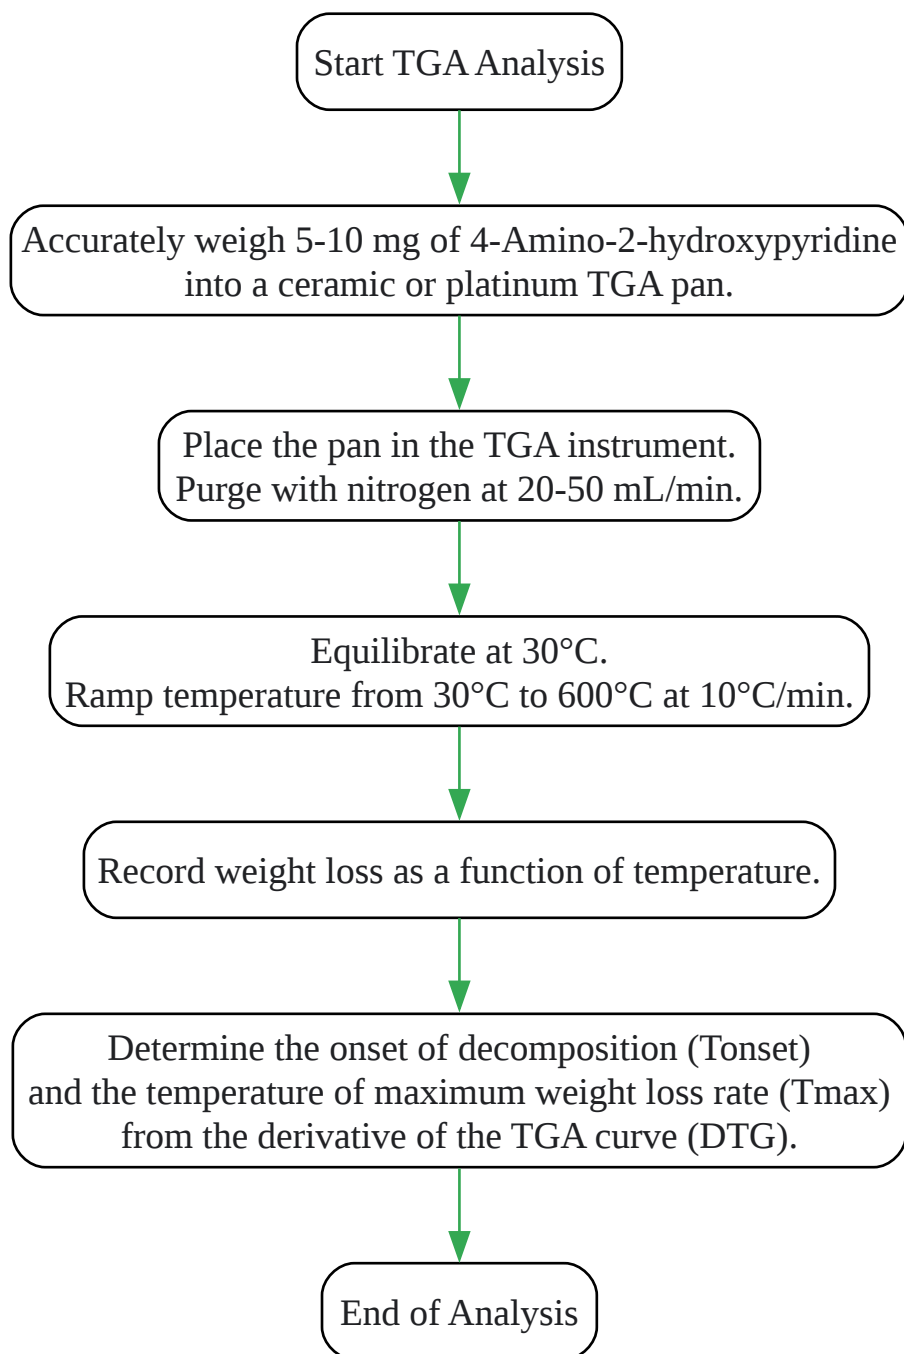 Start TGA Analysis
Accurately weigh 5-10 mg of 4-Amino-2-hydroxypyridine
into a ceramic or platinum TGA pan.
Place the pan in the TGA instrument.
Purge with nitrogen at 20-50 mL/min.
Equilibrate at 30°C.
Ramp temperature from 30°C to 600°C at 10°C/min.
Record weight loss as a function of temperature.
Determine the onset of decomposition (Tonset)
and the temperature of maximum weight loss rate (Tmax)
from the derivative of the TGA curve (DTG).
End of Analysis